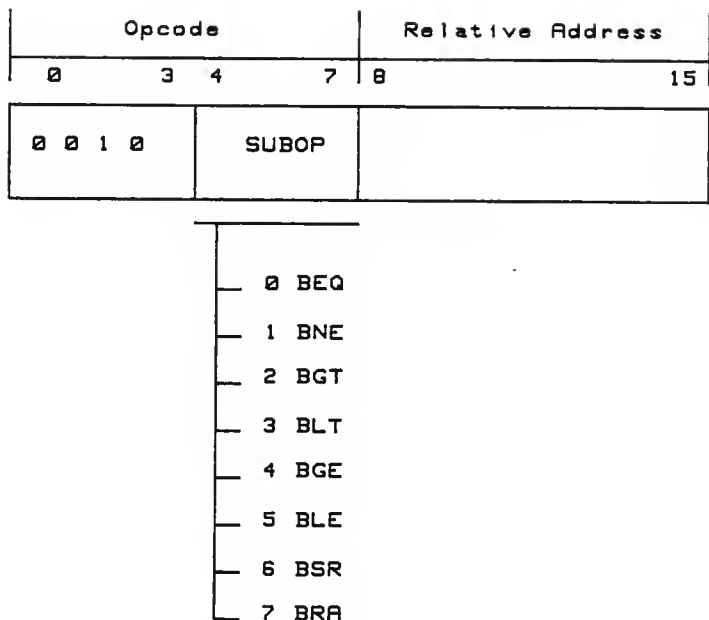 Opcode Relative Address
0 3 4 7 8 15
0 0 1 0 SUBOP
0 BEQ
1 BNE
2 BGT
3 BLT
4 BGE
5 BLE
6 BSR
7 BRA